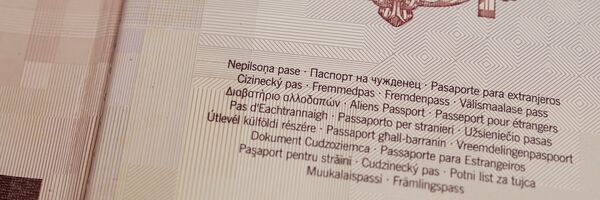 Nepilsoņa pase · Паспорт на чужденец · Pasaporte para extranjeros
Cizinecký pas · Fremmedpas · Fremdenpass · Välismaalase pass
Διαβατήριο αλλοδαπών · Aliens Passport · Passeport pour étrangers
Pas d'Eachtrannaigh · Passaporto per stranieri · Užsieniečio pasas
Útlevél külföldi részére · Passaport għall-barranin · Vreemdelingenpaspoort
Dokument Cudzoziemca · Passaporte para Estrangeiros
Paşaport pentru străini · Cudzinecký pas · Potni list za tujca
Muukalaispassi · Främlingspass